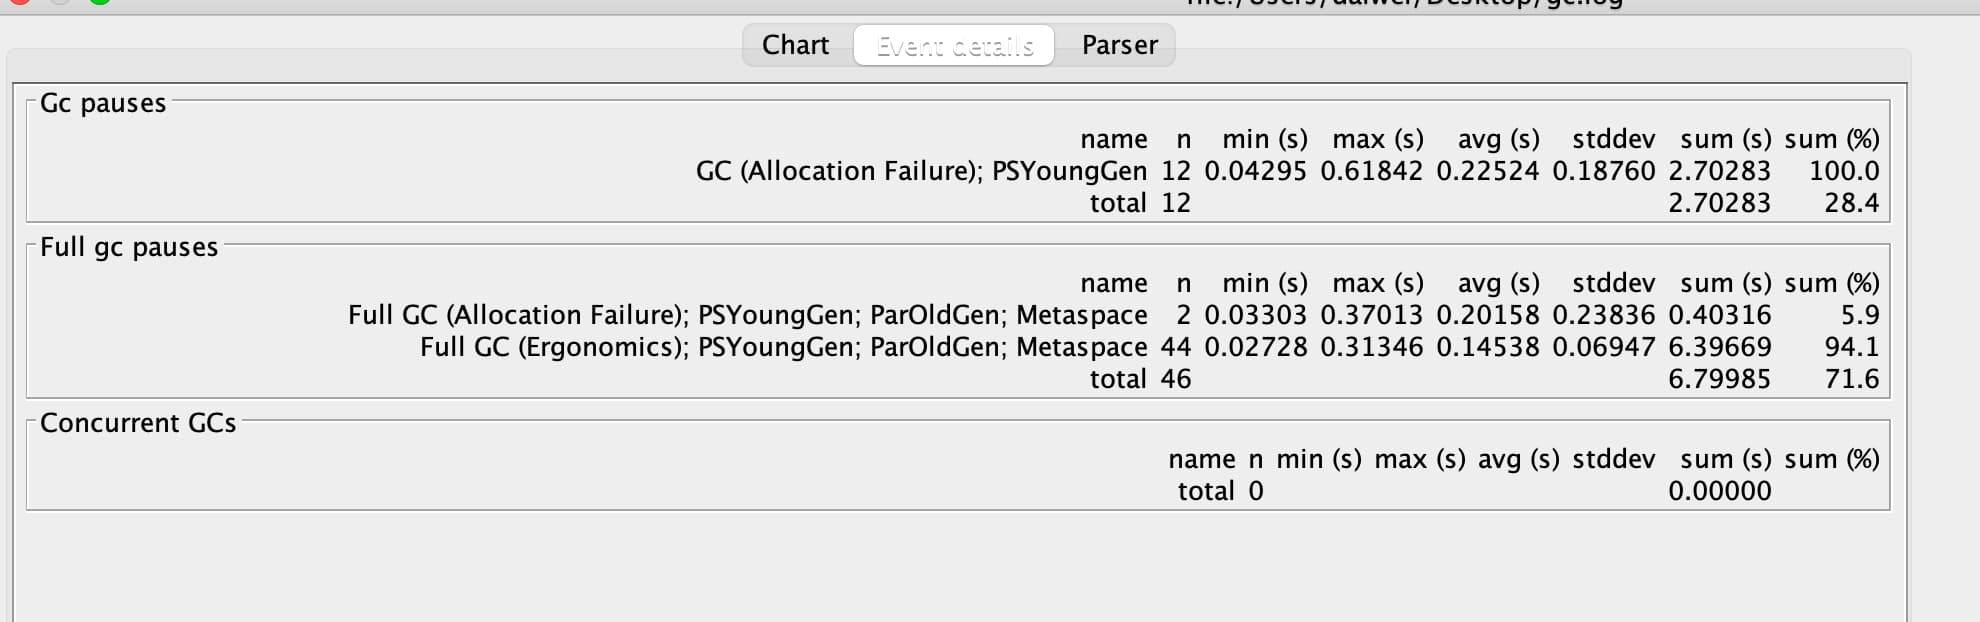 Chart Event details Parser
Gc pauses
name n min (s) max (s) avg (s) stddev sum (s) sum (%)
GC (Allocation Failure); PSYoungGen 12 0.04295 0.61842 0.22524 0.18760 2.70283 100.0
total 12 2.70283 28.4
Full gc pauses
name n min (s) max (s) avg (s) stddev sum (s) sum (%)
Full GC (Allocation Failure); PSYoungGen; ParOldGen; Metaspace 2 0.03303 0.37013 0.20158 0.23836 0.40316 5.9
Full GC (Ergonomics); PSYoungGen; ParOldGen; Metaspace 44 0.02728 0.31346 0.14538 0.06947 6.39669 94.1
total 46 6.79985 71.6
Concurrent GCs
name n min (s) max (s) avg (s) stddev sum (s) sum (%)
total 0 0.00000